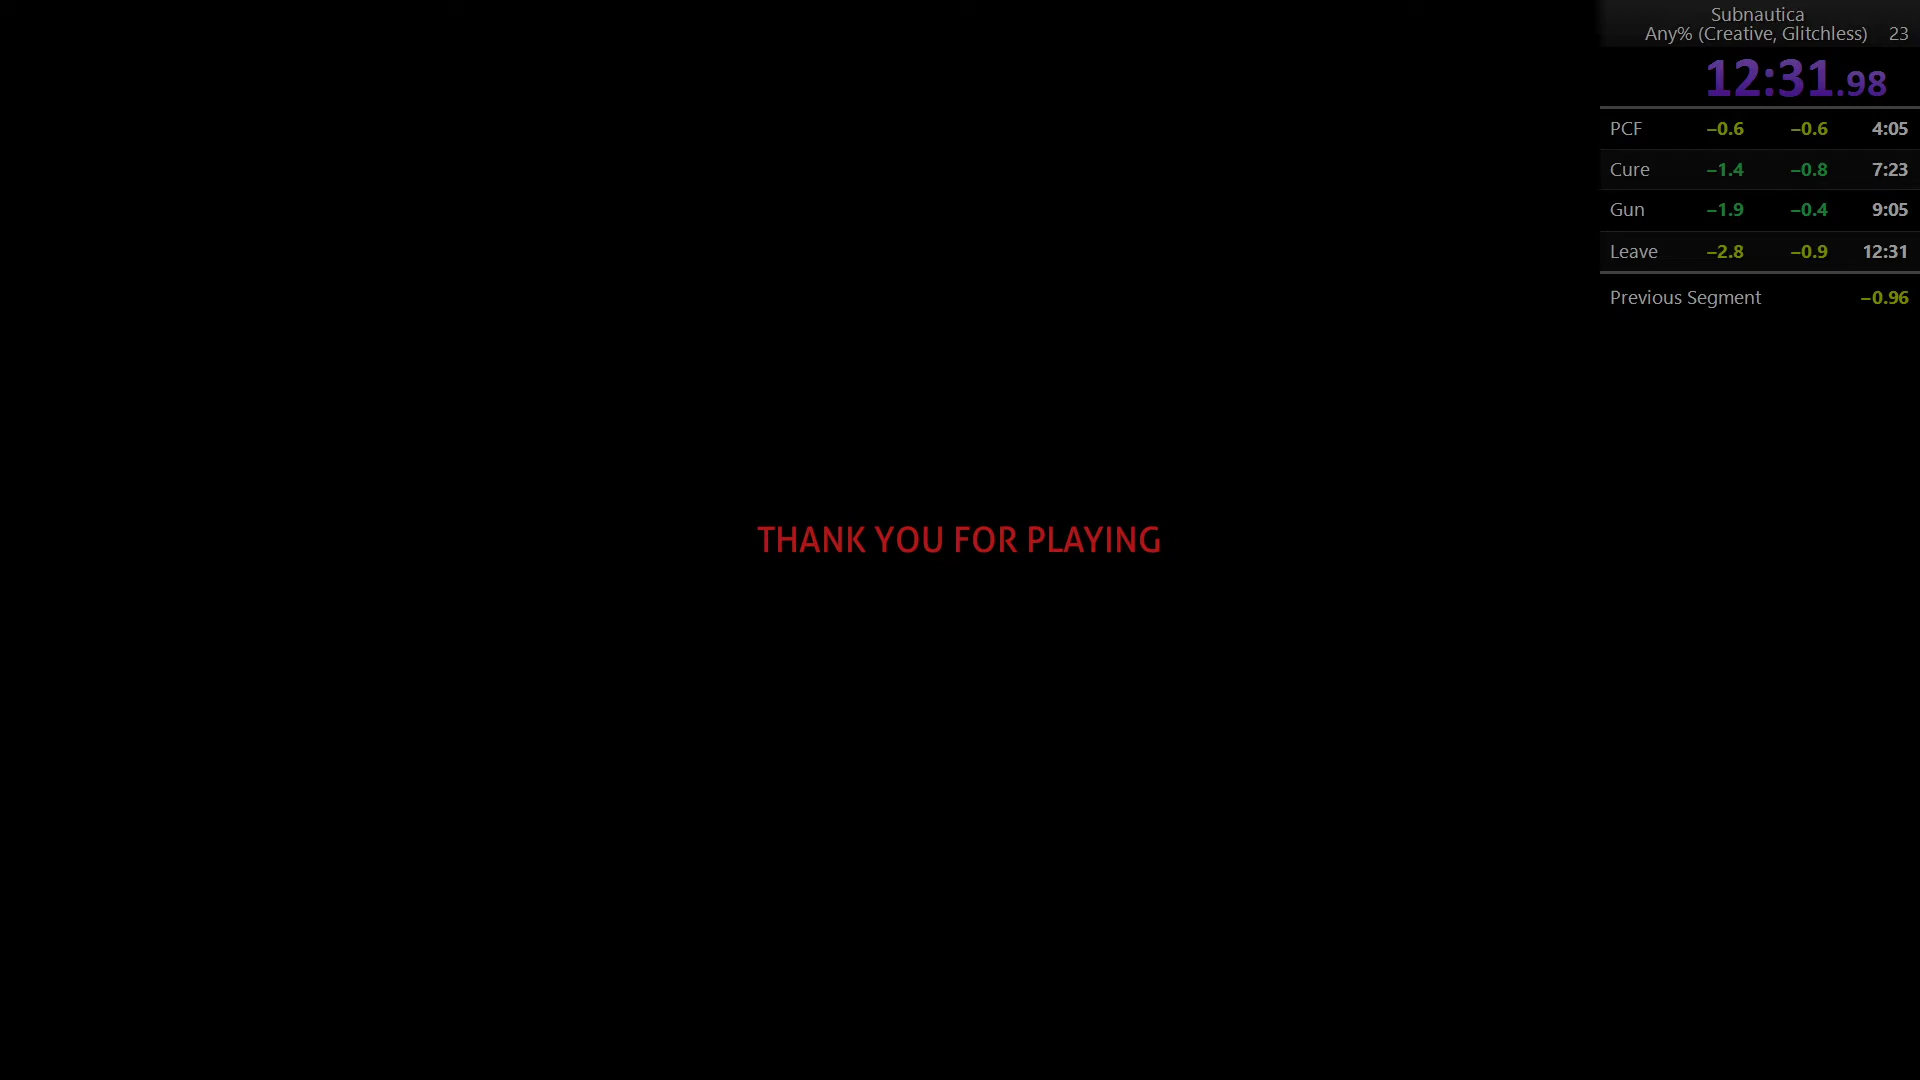 Subnautica
Any% (Creative, Glitchless) 23
12:31.98
PCF −0.6 −0.6 4:05
Cure −1.4 −0.8 7:23
Gun −1.9 −0.4 9:05
Leave −2.8 −0.9 12:31
Previous Segment −0.96
THANK YOU FOR PLAYING